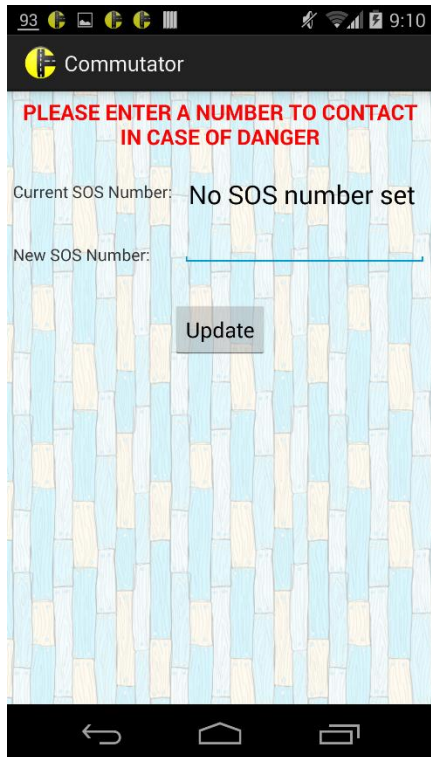 93 9:10
Commutator
PLEASE ENTER A NUMBER TO CONTACT
IN CASE OF DANGER
Current SOS Number: No SOS number set
New SOS Number:
Update